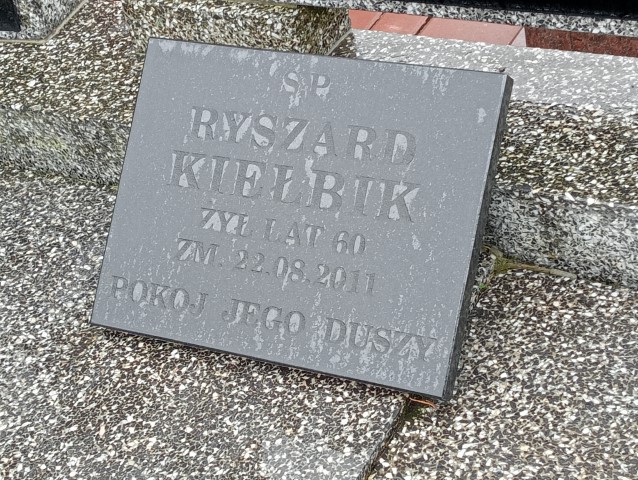 Ś.P.
RYSZARD
KIEŁBIK
ŻYŁ LAT 60
ZM. 22.08.2011
POKÓJ JEGO DUSZY